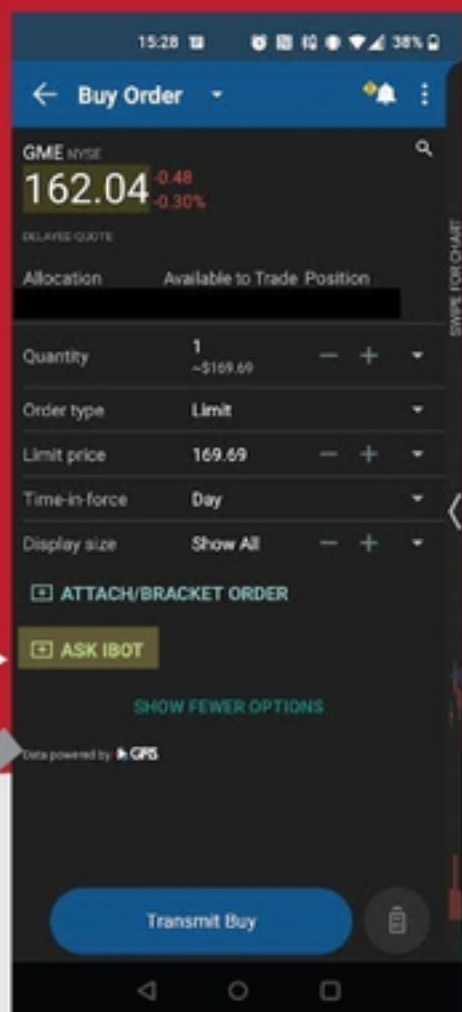 15:28 38%
Buy Order
GME NYSE
162.04 -0.48
-0.30%
DELAYED QUOTE
SWIPE FOR CHART
Allocation Available to Trade Position
Quantity 1
~$169.69
Order type Limit
Limit price 169.69
Time-in-force Day
Display size Show All
ATTACH/BRACKET ORDER
ASK IBOT
SHOW FEWER OPTIONS
Data powered by GFIS
Transmit Buy